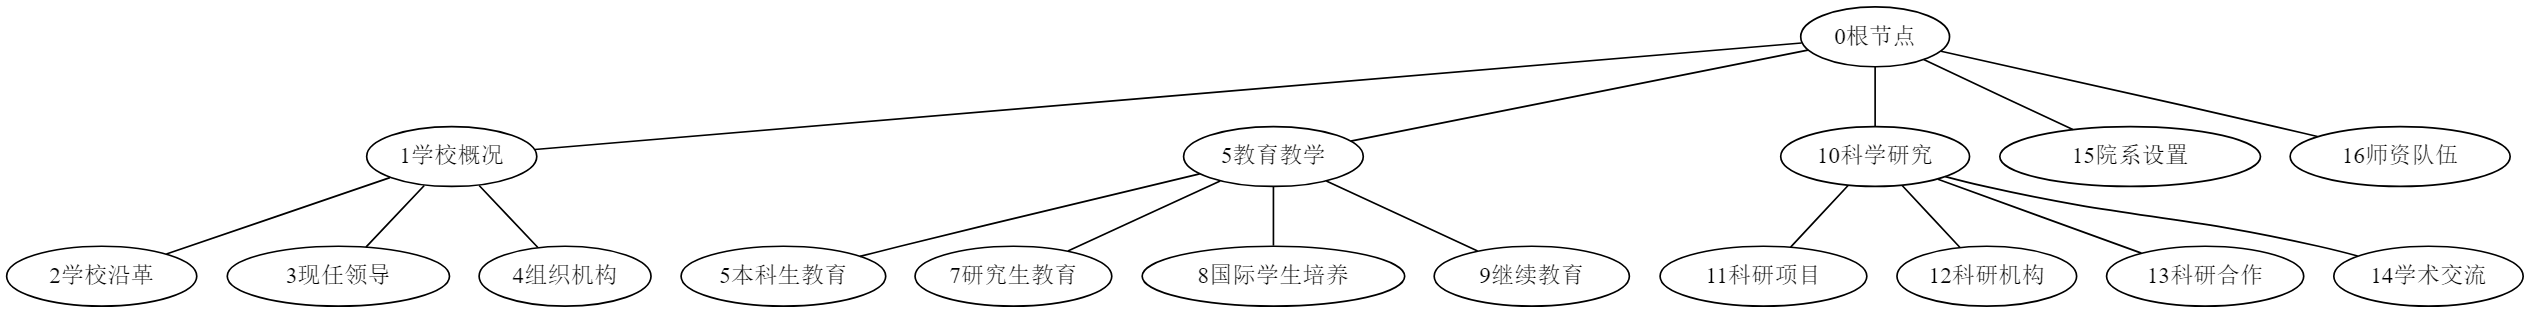 0根节点
1学校概况
5教育教学
10科学研究
15院系设置
16师资队伍
2学校沿革
3现任领导
4组织机构
5本科生教育
7研究生教育
8国际学生培养
9继续教育
11科研项目
12科研机构
13科研合作
14学术交流